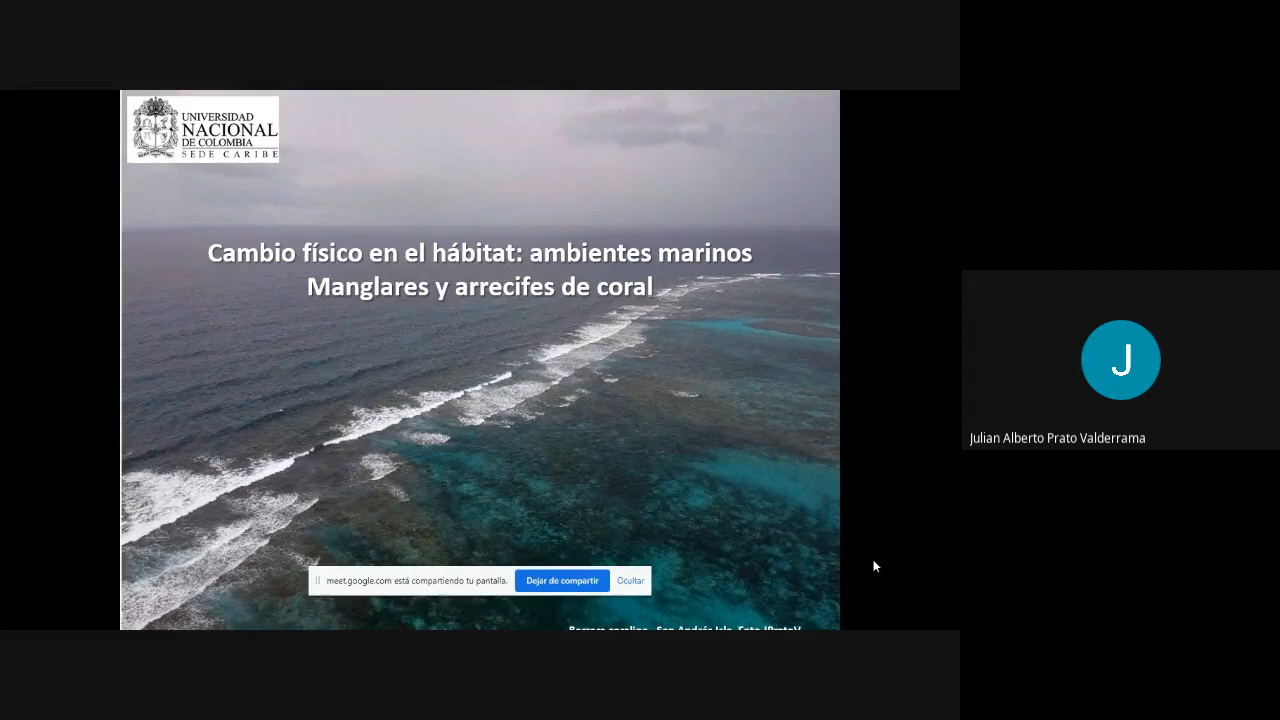 UNIVERSIDAD
NACIONAL
DE COLOMBIA
SEDE CARIBE
Cambio físico en el hábitat: ambientes marinos
Manglares y arrecifes de coral
meet.google.com está compartiendo tu pantalla.
Dejar de compartir
Ocultar
J
Julian Alberto Prato Valderrama